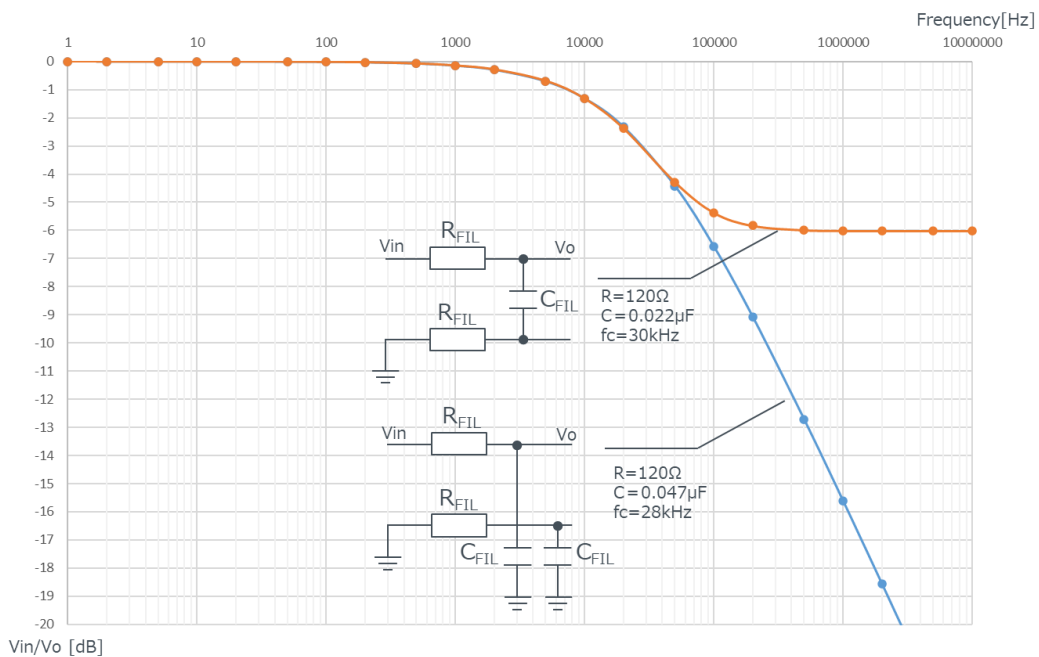 Frequency[Hz]
1 10 100 1000 10000 100000 1000000 10000000
0
-1
-2
-3
-4
-5
-6
-7
-8
-9
-10
-11
-12
-13
-14
-15
-16
-17
-18
-19
-20
Vin/Vo [dB]
RFIL
Vin Vo
CFIL
RFIL
R=120Ω
C=0.022µF
fc=30kHz
RFIL
Vin Vo
RFIL
CFIL CFIL
R=120Ω
C=0.047µF
fc=28kHz